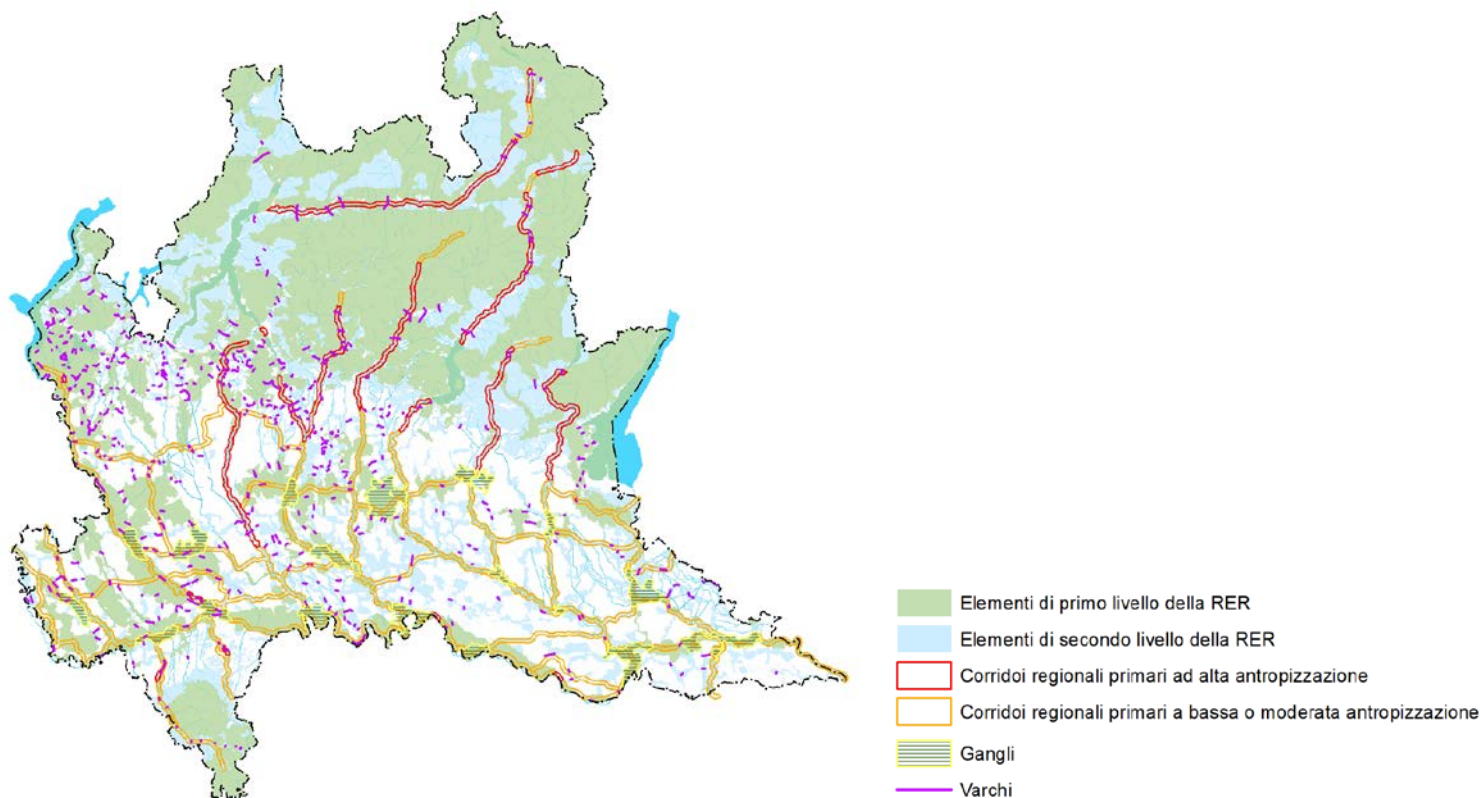 Elementi di primo livello della RER
Elementi di secondo livello della RER
Corridoi regionali primari ad alta antropizzazione
Corridoi regionali primari a bassa o moderata antropizzazione
Gangli
Varchi